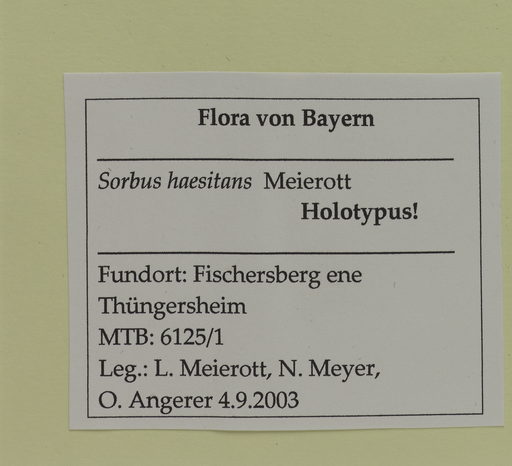 Flora von Bayern
Sorbus haesitans Meierott
Holotypus!
Fundort: Fischersberg ene
Thüngersheim
MTB: 6125/1
Leg.: L. Meierott, N. Meyer,
O. Angerer 4.9.2003